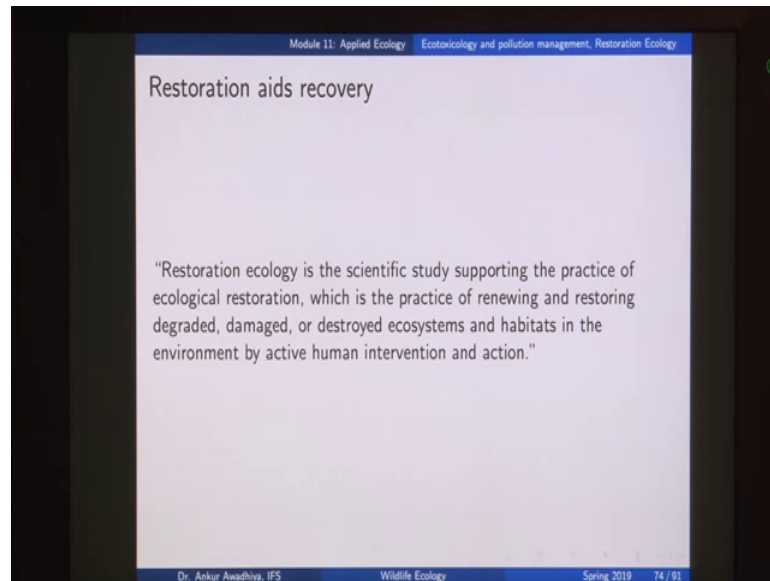 Module 11: Applied Ecology Ecotoxicology and pollution management, Restoration Ecology
Restoration aids recovery
“Restoration ecology is the scientific study supporting the practice of
ecological restoration, which is the practice of renewing and restoring
degraded, damaged, or destroyed ecosystems and habitats in the
environment by active human intervention and action.”
Dr. Ankur Awadhiya, IFS Wildlife Ecology Spring 2019 74/91